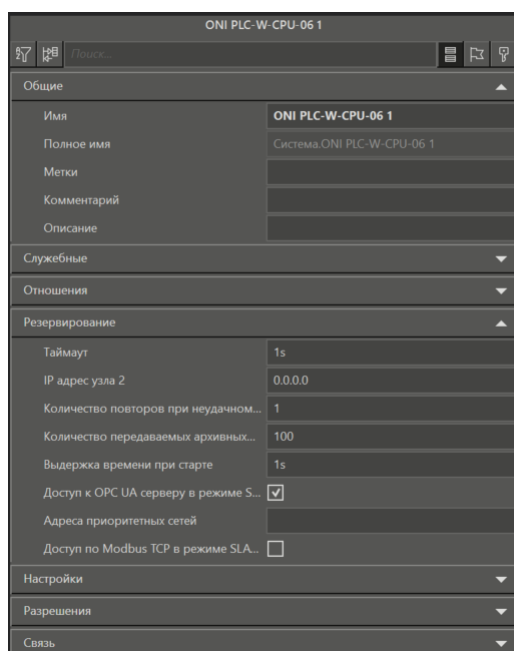 ONI PLC-W-CPU-06 1
Поиск...
Общие
Имя ONI PLC-W-CPU-06 1
Полное имя Система.ONI PLC-W-CPU-06 1
Метки
Комментарий
Описание
Служебные
Отношения
Резервирование
Таймаут 1s
IP адрес узла 2 0.0.0.0
Количество повторов при неудачном... 1
Количество передаваемых архивных... 100
Выдержка времени при старте 1s
Доступ к OPC UA серверу в режиме S...
Адреса приоритетных сетей
Доступ по Modbus TCP в режиме SLA...
Настройки
Разрешения
Связь